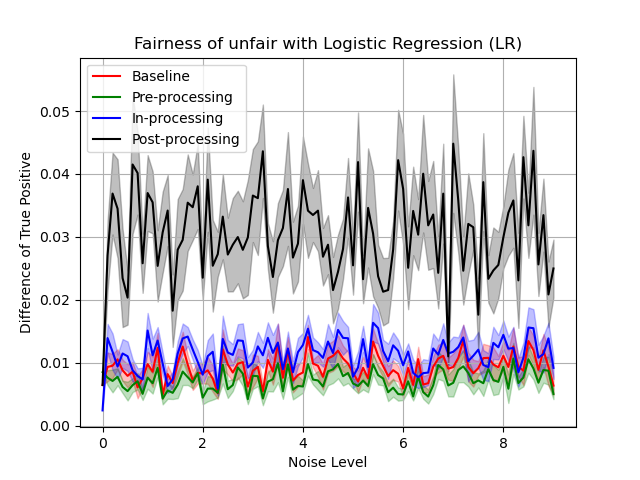 Fairness of unfair with Logistic Regression (LR)
Baseline
Pre-processing
In-processing
Post-processing
Difference of True Positive
0.05
0.04
0.03
0.02
0.01
0.00
0
2
4
6
8
Noise Level